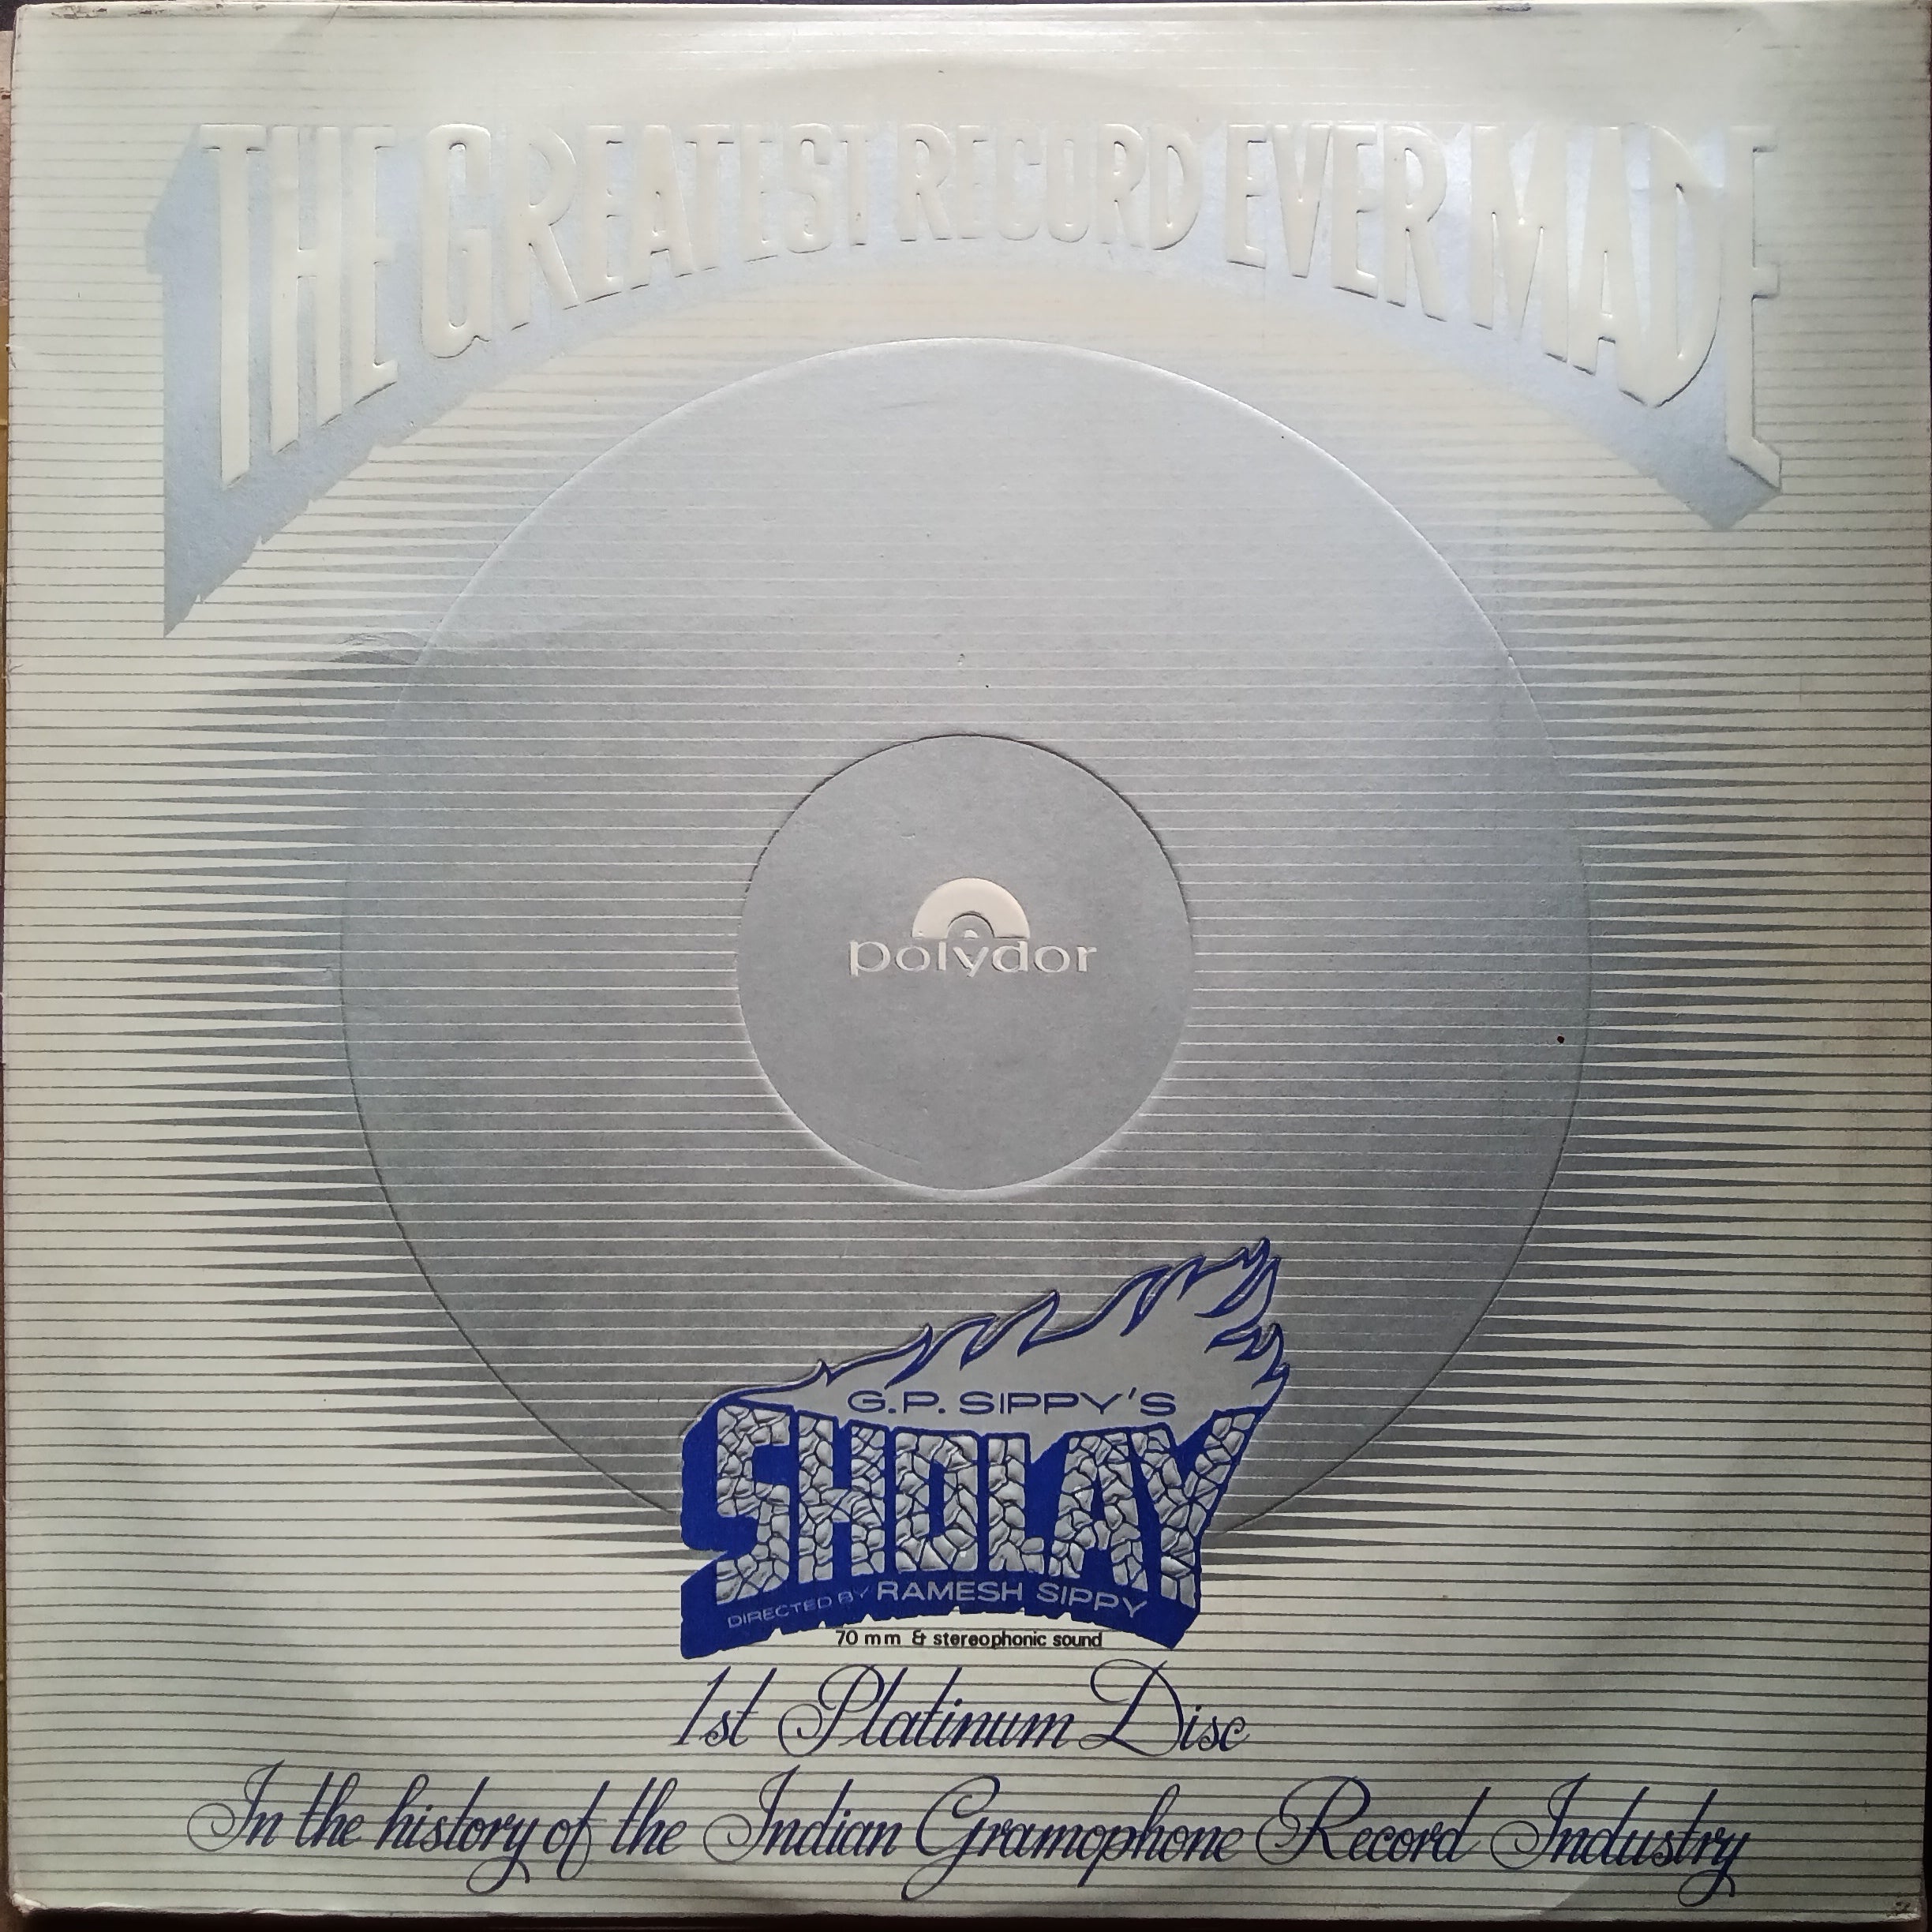 THE GREATEST RECORD EVER MADE
polydor
G.P. SIPPY'S
SHOLAY
DIRECTED BY RAMESH SIPPY
70 mm & stereophonic sound
1st Platinum Disc
In the history of the Indian Gramophone Record Industry